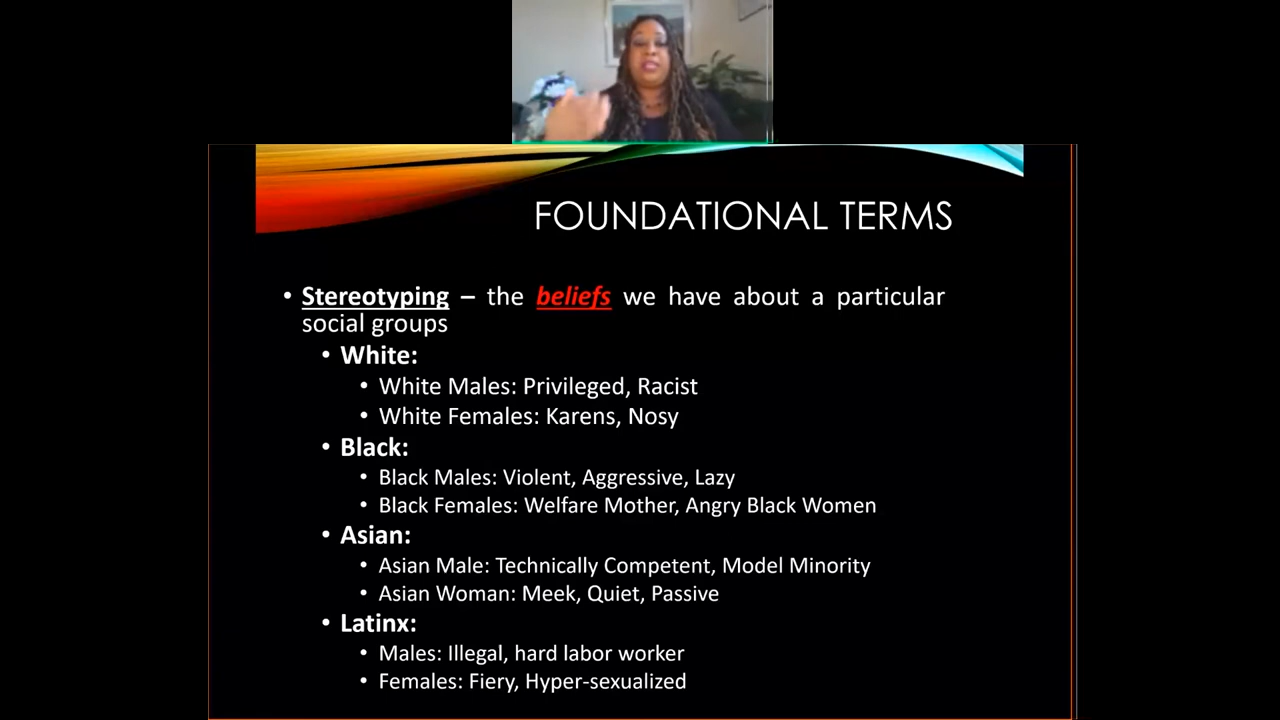 FOUNDATIONAL TERMS
• Stereotyping – the beliefs we have about a particular
social groups
• White:
• White Males: Privileged, Racist
• White Females: Karens, Nosy
• Black:
• Black Males: Violent, Aggressive, Lazy
• Black Females: Welfare Mother, Angry Black Women
• Asian:
• Asian Male: Technically Competent, Model Minority
• Asian Woman: Meek, Quiet, Passive
• Latinx:
• Males: Illegal, hard labor worker
• Females: Fiery, Hyper-sexualized